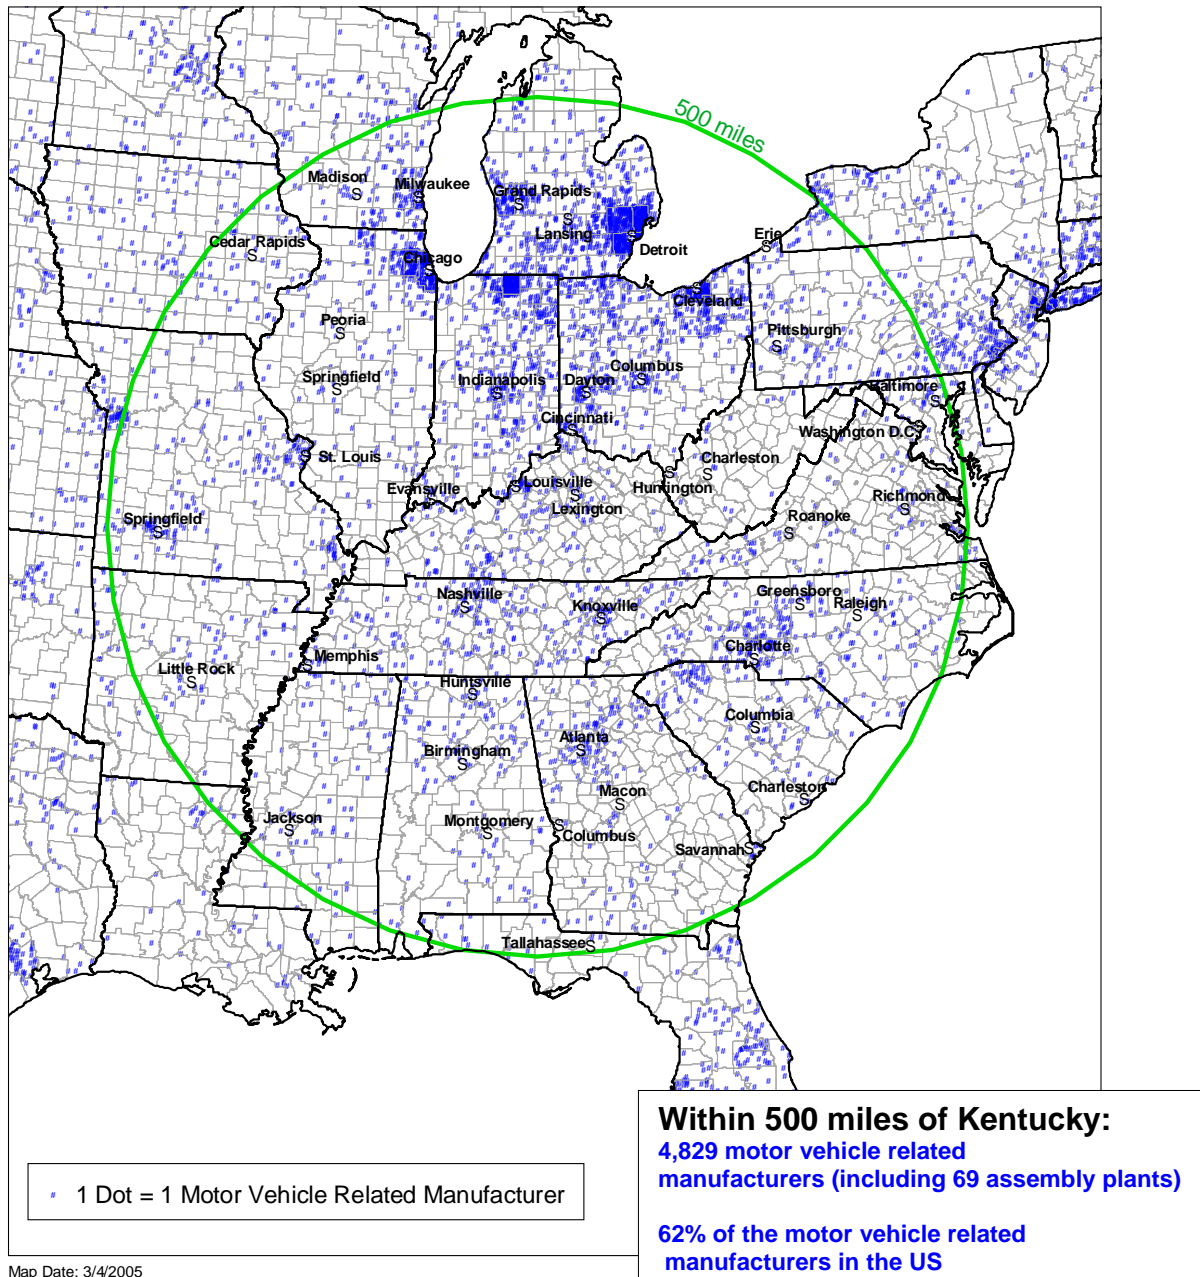 500 miles
Madison
S
Milwaukee
S
Grand Rapids
S
S
Lansing
S
Detroit
Erie
S
Cedar Rapids
S
Chicago
S
S
Cleveland
Peoria
S
Pittsburgh
S
Springfield
S
Indianapolis
S
Dayton
S
Columbus
S
Baltimore
S
Cincinnati
S
Washington D.C.
S
S
St. Louis
Charleston
S
S
Huntington
Evansville
S
S
Louisville
S
Lexington
Richmond
S
Springfield
S
Roanoke
S
Nashville
S
Knoxville
S
Greensboro
S
Raleigh
S
Memphis
S
Charlotte
S
Little Rock
S
Huntsville
S
Columbia
S
Birmingham
S
Atlanta
S
Macon
S
Charleston
S
Jackson
S
Montgomery
S
S
Columbus
Savannah
S
Tallahassee
S
Within 500 miles of Kentucky:
4,829 motor vehicle related
manufacturers (including 69 assembly plants)
62% of the motor vehicle related
manufacturers in the US
1 Dot = 1 Motor Vehicle Related Manufacturer
Map Date: 3/4/2005